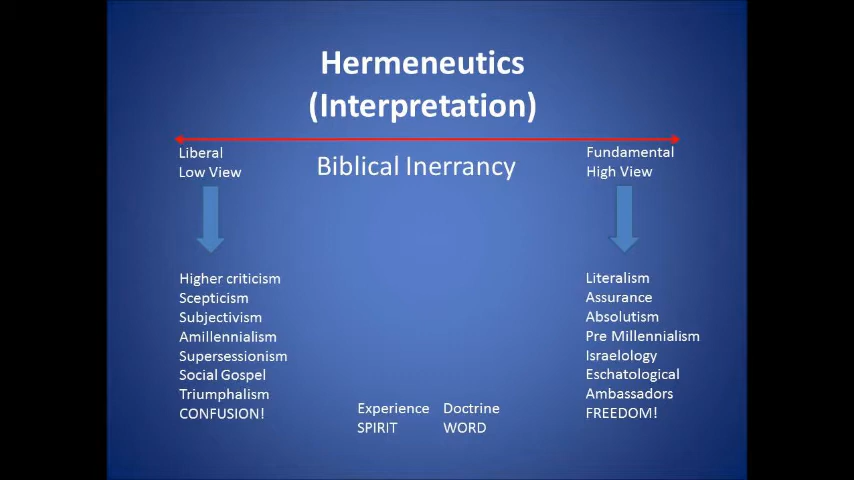 Hermeneutics
(Interpretation)
Liberal
Low View
Biblical Inerrancy
Fundamental
High View
Higher criticism
Scepticism
Subjectivism
Amillennialism
Supersessionism
Social Gospel
Triumphalism
CONFUSION!
Experience
SPIRIT
Doctrine
WORD
Literalism
Assurance
Absolutism
Pre Millennialism
Israelology
Eschatological
Ambassadors
FREEDOM!